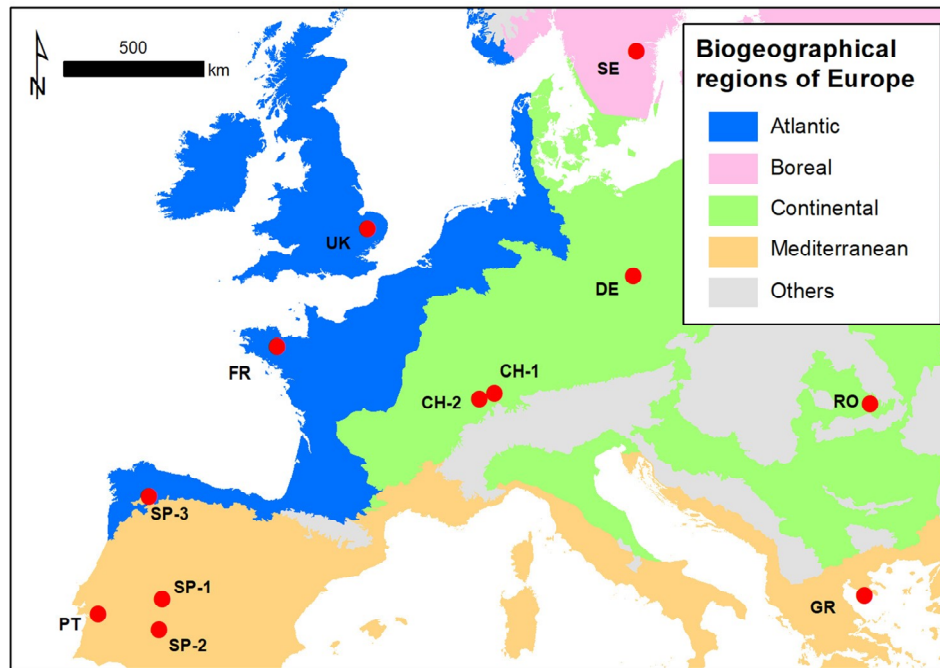 500
km
N
Biogeographical
regions of Europe
Atlantic
Boreal
Continental
Mediterranean
Others
SE
UK
DE
FR
CH-1
CH-2
RO
SP-3
SP-1
PT
SP-2
GR